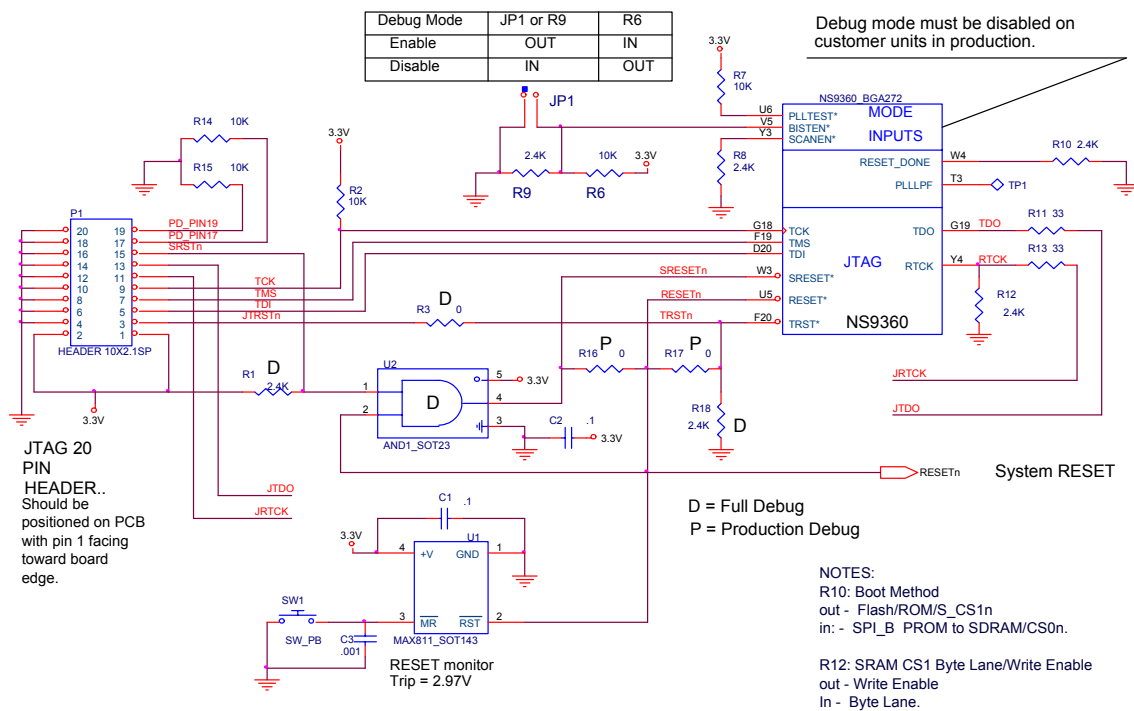 Debug Mode JP1 or R9 R6
Enable OUT IN
Disable IN OUT
Debug mode must be disabled on
customer units in production.
3.3V
R7
10K
JP1
NS9360_BGA272
U6 PLLTEST*
V5 BISTEN*
Y3 SCANEN*
MODE
INPUTS
R14 10K
R15 10K
3.3V
R2
10K
2.4K
R9
10K
R6
3.3V
R8
2.4K
RESET_DONE W4
R10 2.4K
PLLLPF T3
TP1
P1
20 19
18 17
16 15
14 13
12 11
10 9
8 7
6 5
4 3
2 1
HEADER 10X2.1SP
PD_PIN19
PD_PIN17
SRSTn
TCK
TMS
TDI
JTRSTn
G18 TCK
F19 TMS
D20 TDI
SRESETn W3 SRESET*
RESETn U5 RESET*
TRSTn F20 TRST*
JTAG
NS9360
TDO G19 TDO
R11 33
RTCK Y4 RTCK
R13 33
R12
2.4K
R3 0
D
R1 D
2.4K
3.3V
U2
1
2
D
5 3.3V
4
3
AND1_SOT23
P
R16 0
P
R17 0
R18
2.4K D
C2 .1
3.3V
JRTCK
JTDO
RESETn
System RESET
JTAG 20
PIN
HEADER..
Should be
positioned on PCB
with pin 1 facing
toward board
edge.
JTDO
JRTCK
D = Full Debug
P = Production Debug
C1 .1
3.3V
U1
4 +V GND 1
3 MR RST 2
MAX811_SOT143
SW1
SW_PB
C3
.001
RESET monitor
Trip = 2.97V
NOTES:
R10: Boot Method
out - Flash/ROM/S_CS1n
in: - SPI_B PROM to SDRAM/CS0n.
R12: SRAM CS1 Byte Lane/Write Enable
out - Write Enable
In - Byte Lane.